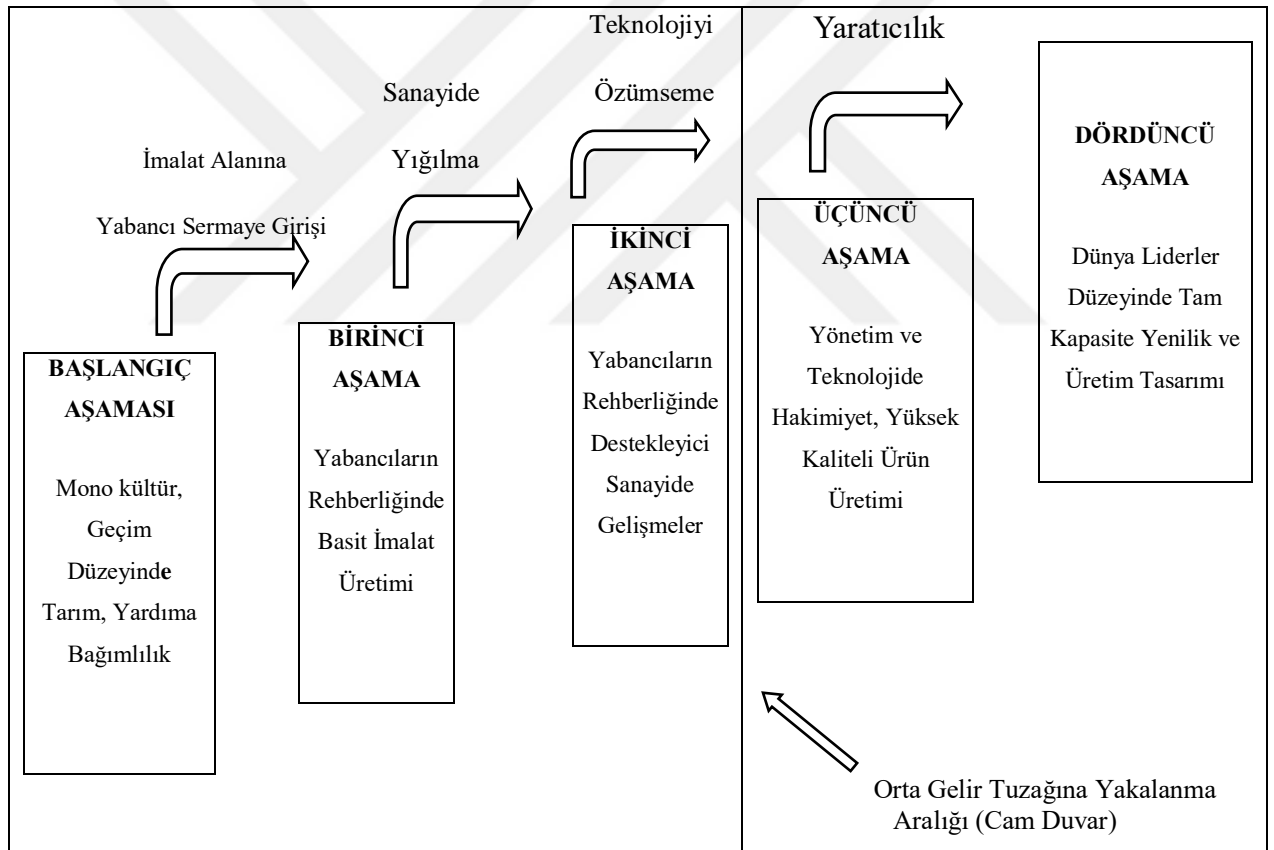 İmalat Alanına
Yabancı Sermaye Girişi
Sanayide
Yığılma
Teknolojiyi
Özümseme
Yaratıcılık
BAŞLANGIÇ
AŞAMASI
Mono kültür,
Geçim
Düzeyinde
Tarım, Yardıma
Bağımlılık
BİRİNCİ
AŞAMA
Yabancıların
Rehberliğinde
Basit İmalat
Üretimi
İKİNCİ
AŞAMA
Yabancıların
Rehberliğinde
Destekleyici
Sanayide
Gelişmeler
ÜÇÜNCÜ
AŞAMA
Yönetim ve
Teknolojide
Hakimiyet, Yüksek
Kaliteli Ürün
Üretimi
DÖRDÜNCÜ
AŞAMA
Dünya Liderler
Düzeyinde Tam
Kapasite Yenilik ve
Üretim Tasarımı
Orta Gelir Tuzağına Yakalanma
Aralığı (Cam Duvar)